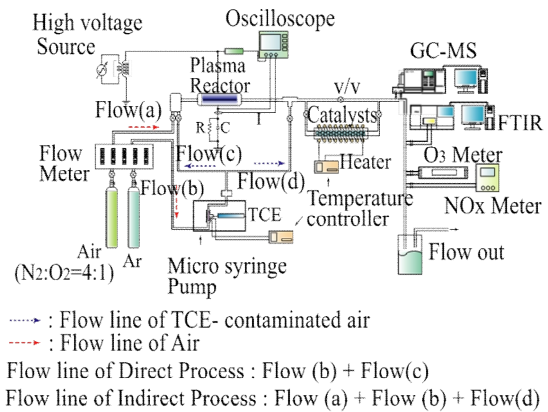 High voltage
Source
Oscilloscope
Plasma
Reactor
GC-MS
v/v
Flow(a)
Catalysts
R
C
I
FTIR
Flow
Meter
Flow(c)
Heater
O3 Meter
Flow(b)
Flow(d)
Temperature
controller
NOx Meter
TCE
Air
(N2:O2=4:1)
Ar
Micro syringe
Pump
Flow out
: Flow line of TCE- contaminated air
: Flow line of Air
Flow line of Direct Process : Flow (b) + Flow(c)
Flow line of Indirect Process : Flow (a) + Flow (b) + Flow(d)